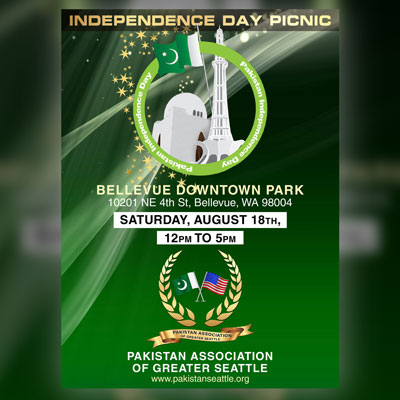 INDEPENDENCE DAY PICNIC
Pakistan Independence Day
Pakistan Independence Day
BELLEVUE DOWNTOWN PARK
10201 NE 4th St, Bellevue, WA 98004
SATURDAY, AUGUST 18TH,
12PM TO 5PM
PAKISTAN ASSOCIATION
OF GREATER SEATTLE
PAKISTAN ASSOCIATION
OF GREATER SEATTLE
www.pakistanseattle.org